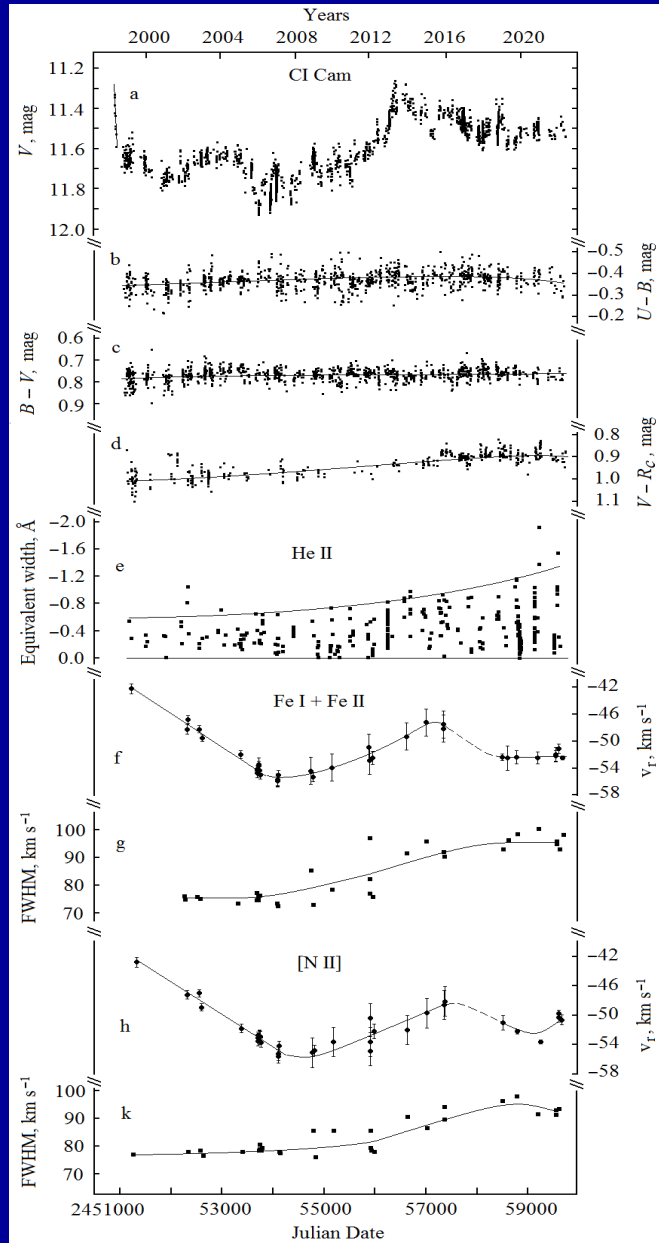 Years
2000 2004 2008 2012 2016 2020
CI Cam
a
V, mag
11.2
11.4
11.6
11.8
12.0
b
U−B, mag
−0.5
−0.4
−0.3
−0.2
c
B − V, mag
0.6
0.7
0.8
0.9
d
V−R_C, mag
0.8
0.9
1.0
1.1
e
He II
Equivalent width, Å
−2.0
−1.6
−1.2
−0.8
−0.4
0.0
f
Fe I + Fe II
v_r, km s⁻¹
−42
−46
−50
−54
−58
g
FWHM, km s⁻¹
100
90
80
70
h
[N II]
v_r, km s⁻¹
−42
−46
−50
−54
−58
k
FWHM, km s⁻¹
100
90
80
70
2451000 53000 55000 57000 59000
Julian Date